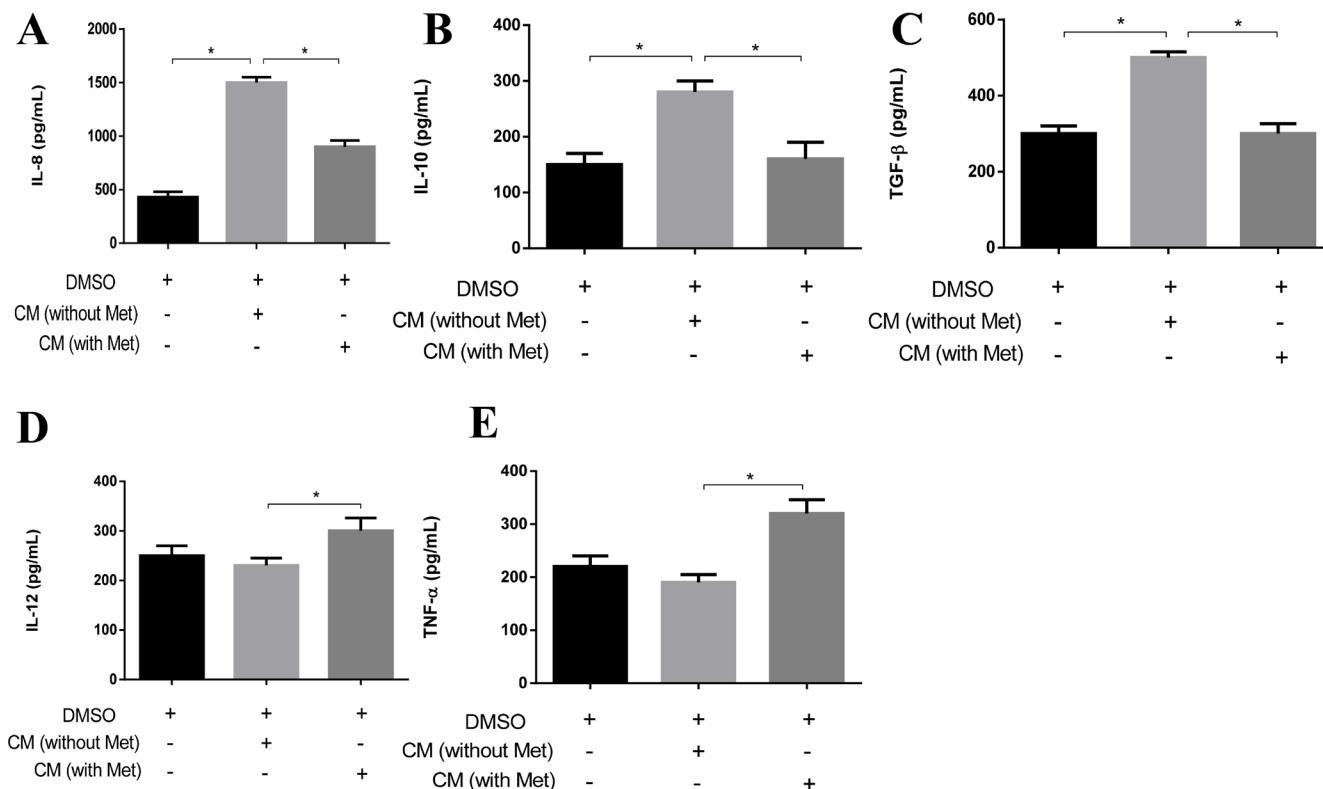 A
IL-8 (pg/mL)
2000
1500
1000
500
0
* *
DMSO + + +
CM (without Met) - + -
CM (with Met) - - +
B
IL-10 (pg/mL)
400
300
200
100
0
* *
DMSO + + +
CM (without Met) - + -
CM (with Met) - - +
C
TGF-β (pg/mL)
600
400
200
0
* *
DMSO + + +
CM (without Met) - + -
CM (with Met) - - +
D
IL-12 (pg/mL)
400
300
200
100
0
*
DMSO + + +
CM (without Met) - + -
CM (with Met) - - +
E
TNF-α (pg/mL)
400
300
200
100
0
*
DMSO + + +
CM (without Met) - + -
CM (with Met) - - +